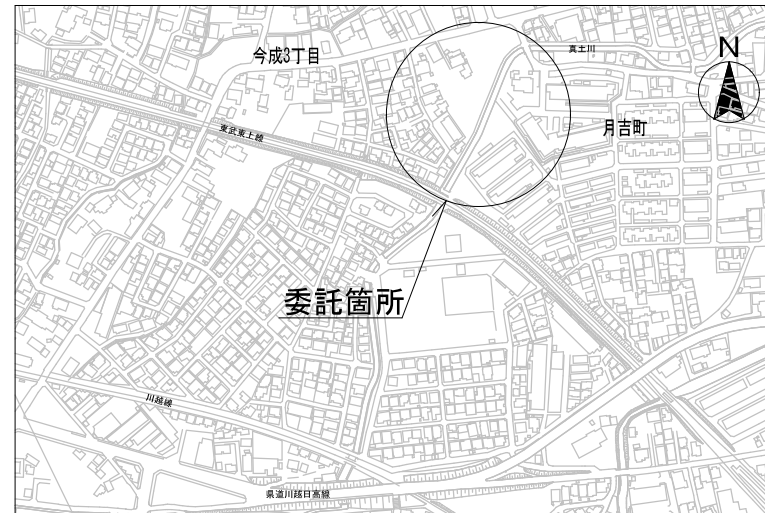 今成3丁目
真土川
N
月吉町
東武東上線
委託箇所
川越線
県道川越日高線